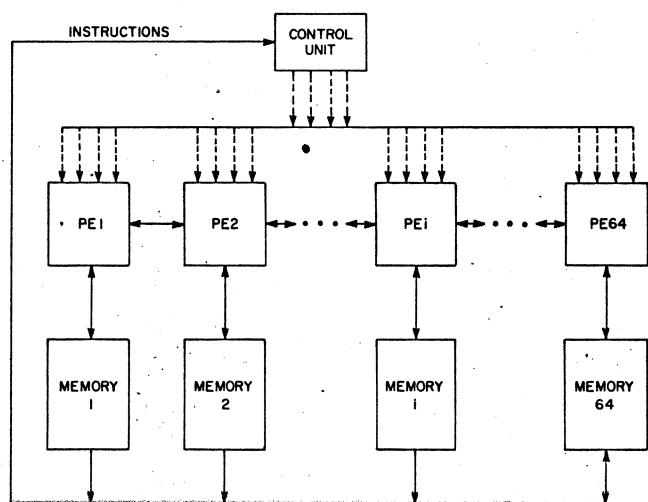 INSTRUCTIONS
CONTROL
UNIT
PE1
PE2
PEi
PE64
MEMORY
1
MEMORY
2
MEMORY
i
MEMORY
64